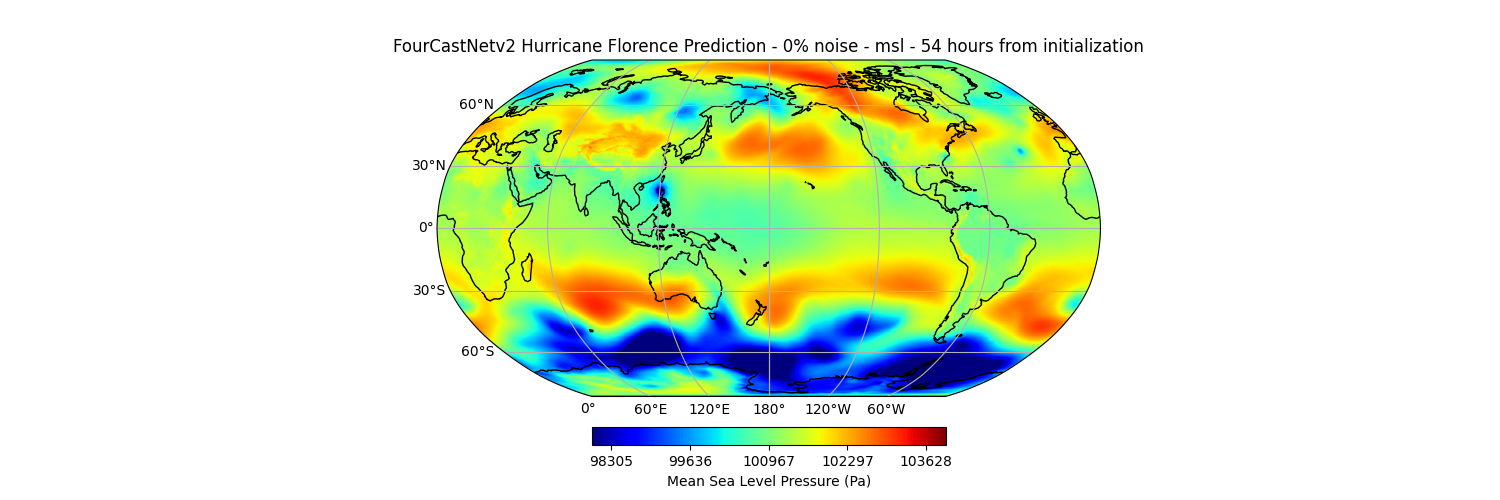 FourCastNetv2 Hurricane Florence Prediction - 0% noise - msl - 54 hours from initialization
60°N
30°N
0°
30°S
60°S
0° 60°E 120°E 180° 120°W 60°W
98305 99636 100967 102297 103628
Mean Sea Level Pressure (Pa)